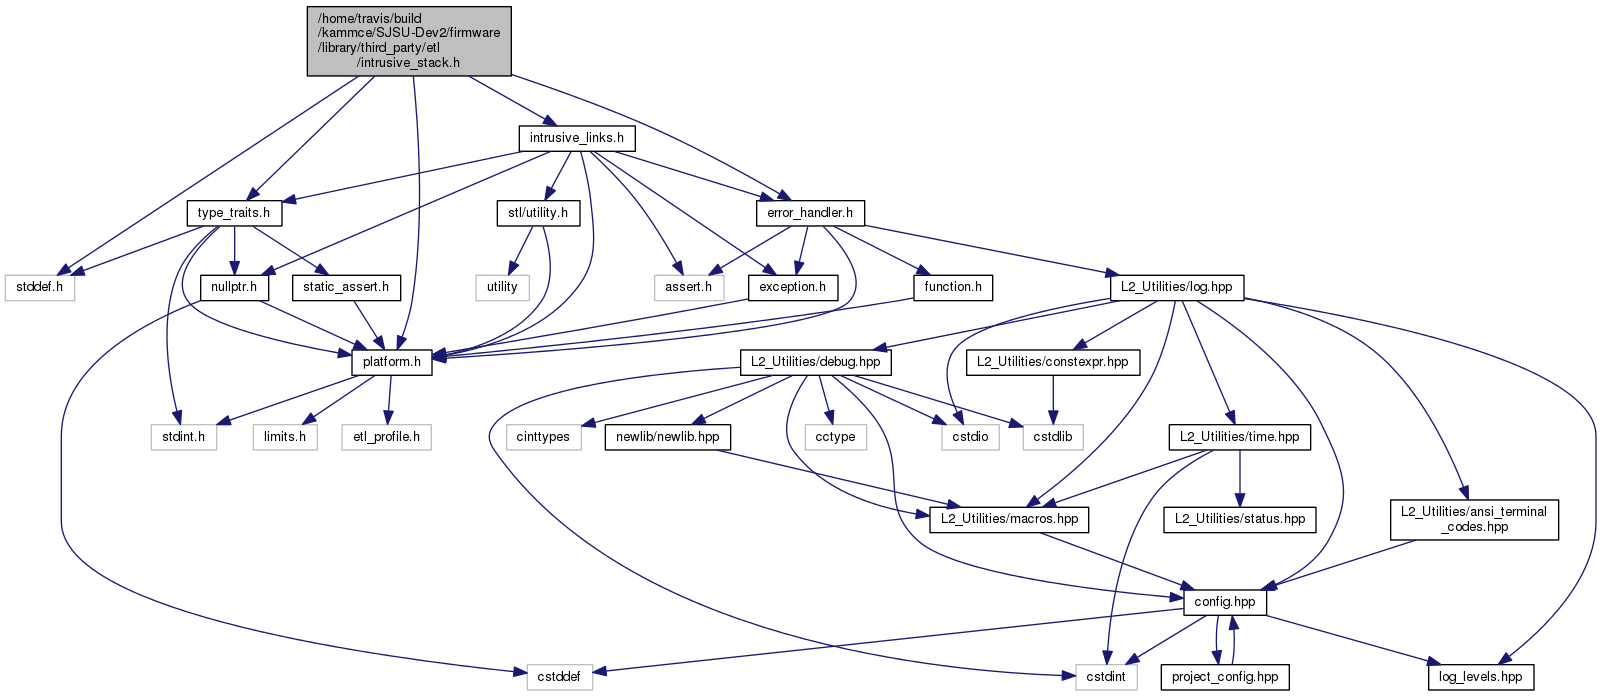 /home/travis/build
/kammce/SJSU-Dev2/firmware
/library/third_party/etl
/intrusive_stack.h
intrusive_links.h
type_traits.h
stl/utility.h
error_handler.h
stddef.h
nullptr.h
static_assert.h
utility
assert.h
exception.h
function.h
L2_Utilities/log.hpp
platform.h
L2_Utilities/debug.hpp
L2_Utilities/constexpr.hpp
stdint.h
limits.h
etl_profile.h
cinttypes
newlib/newlib.hpp
cctype
cstdio
cstdlib
L2_Utilities/time.hpp
L2_Utilities/macros.hpp
L2_Utilities/status.hpp
L2_Utilities/ansi_terminal
_codes.hpp
config.hpp
cstddef
cstdint
project_config.hpp
log_levels.hpp